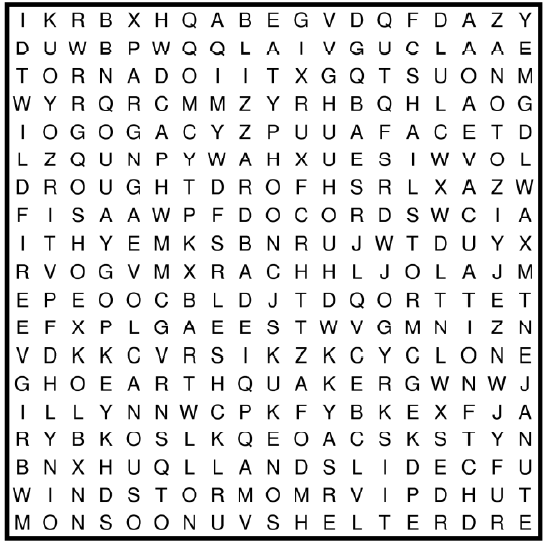 I K R B X H Q A B E G V D Q F D A Z Y
D U W B P W Q Q L A I V G U C L A A E
T O R N A D O I I T X G Q T S U O N M
W Y R Q R C M M Z Y R H B Q H L A O G
I O G O G A C Y Z P U U A F A C E T D
L Z Q U N P Y W A H X U E S I W V O L
D R O U G H T D R O F H S R L X A Z W
F I S A A W P F D O C O R D S W C I A
I T H Y E M K S B N R U J W T D U Y X
R V O G V M X R A C H H L J O L A J M
E P E O O C B L D J T D Q O R T T E T
E F X P L G A E E S T W V G M N I Z N
V D K K C V R S I K Z K C Y C L O N E
G H O E A R T H Q U A K E R G W N W J
I L L Y N N W C P K F Y B K E X F J A
R Y B K O S L K Q E O A C S K S T Y N
B N X H U Q L L A N D S L I D E C F U
W I N D S T O R M O M R V I P D H U T
M O N S O O N U V S H E L T E R D R E